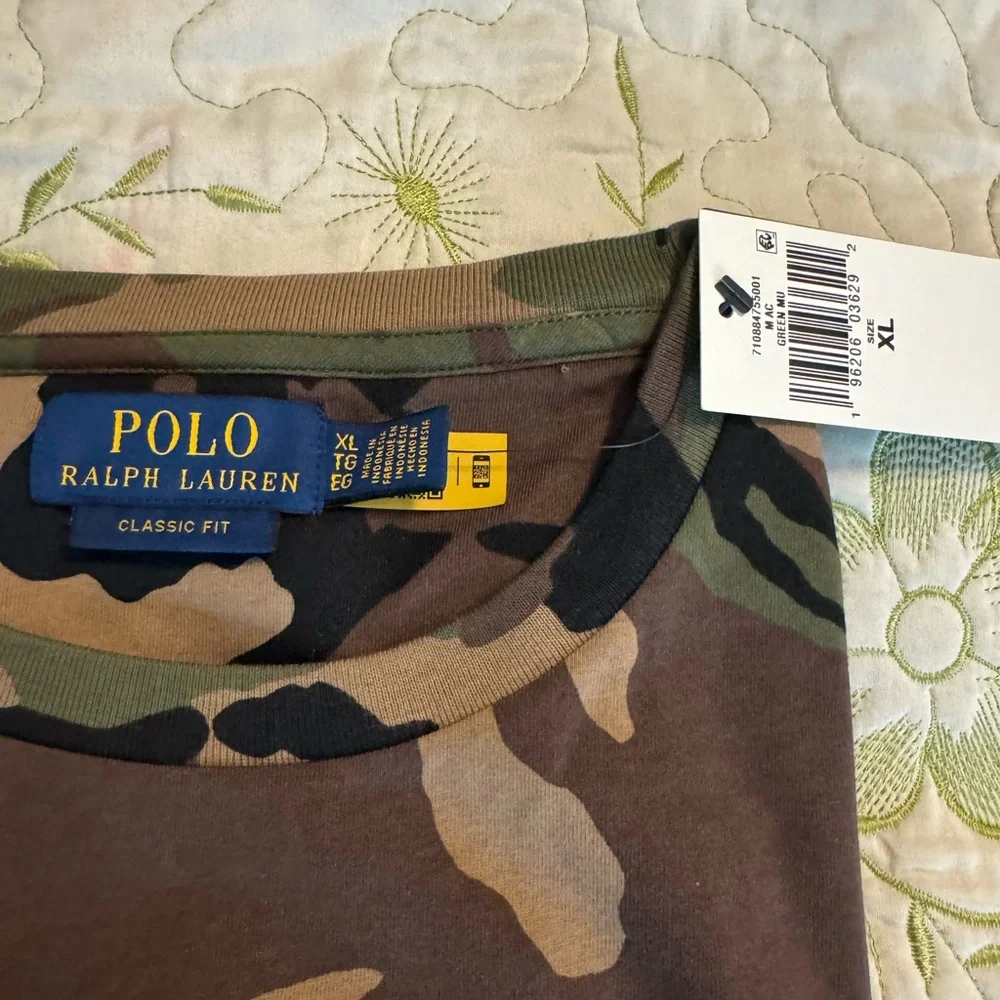 POLO
RALPH LAUREN
CLASSIC FIT
XL
TG
EG
MADE IN
INDONESIA
FABRIQUÉ EN
INDONÉSIE
HECHO EN
INDONESIA
710884755001
M AC
GREEN MU
1 96206 03629 2
SIZE
XL